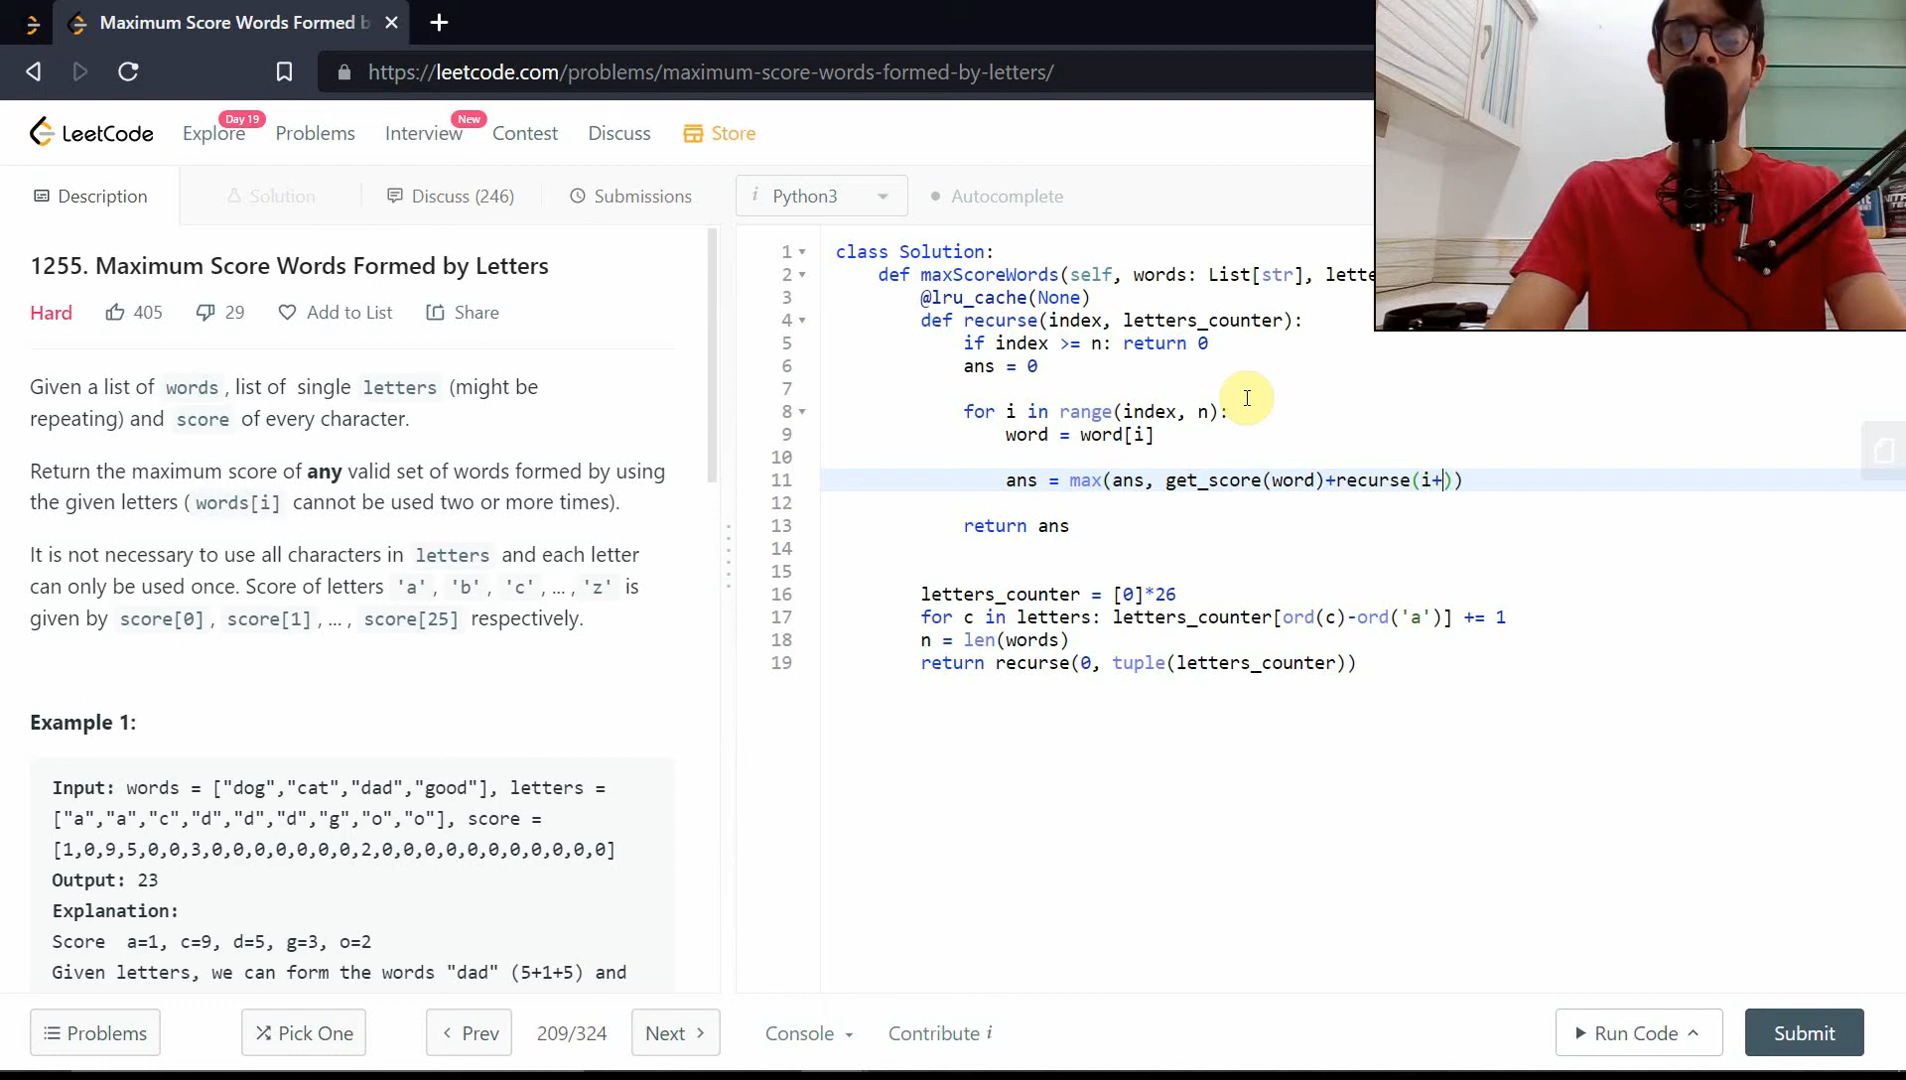 Maximum Score Words Formed b
https://leetcode.com/problems/maximum-score-words-formed-by-letters/
LeetCode
Explore
Day 19
Problems
Interview
New
Contest
Discuss
Store
Description
Solution
Discuss (246)
Submissions
i Python3
Autocomplete
1255. Maximum Score Words Formed by Letters
Hard
405
29
Add to List
Share
Given a list of words, list of single letters (might be
repeating) and score of every character.
Return the maximum score of any valid set of words formed by using
the given letters (words[i] cannot be used two or more times).
It is not necessary to use all characters in letters and each letter
can only be used once. Score of letters 'a', 'b', 'c', ... ,'z' is
given by score[0], score[1], ... , score[25] respectively.
Example 1:
Input: words = ["dog","cat","dad","good"], letters =
["a","a","c","d","d","d","g","o","o"], score =
[1,0,9,5,0,0,3,0,0,0,0,0,0,0,2,0,0,0,0,0,0,0,0,0,0,0]
Output: 23
Explanation:
Score  a=1, c=9, d=5, g=3, o=2
Given letters, we can form the words "dad" (5+1+5) and
1 class Solution:
2 def maxScoreWords(self, words: List[str], lette
3 @lru_cache(None)
4 def recurse(index, letters_counter):
5 if index >= n: return 0
6 ans = 0
7
8 for i in range(index, n):
9 word = word[i]
10
11 ans = max(ans, get_score(word)+recurse(i+))
12
13 return ans
14
15
16 letters_counter = [0]*26
17 for c in letters: letters_counter[ord(c)-ord('a')] += 1
18 n = len(words)
19 return recurse(0, tuple(letters_counter))
Problems
Pick One
Prev
209/324
Next
Console
Contribute i
Run Code
Submit